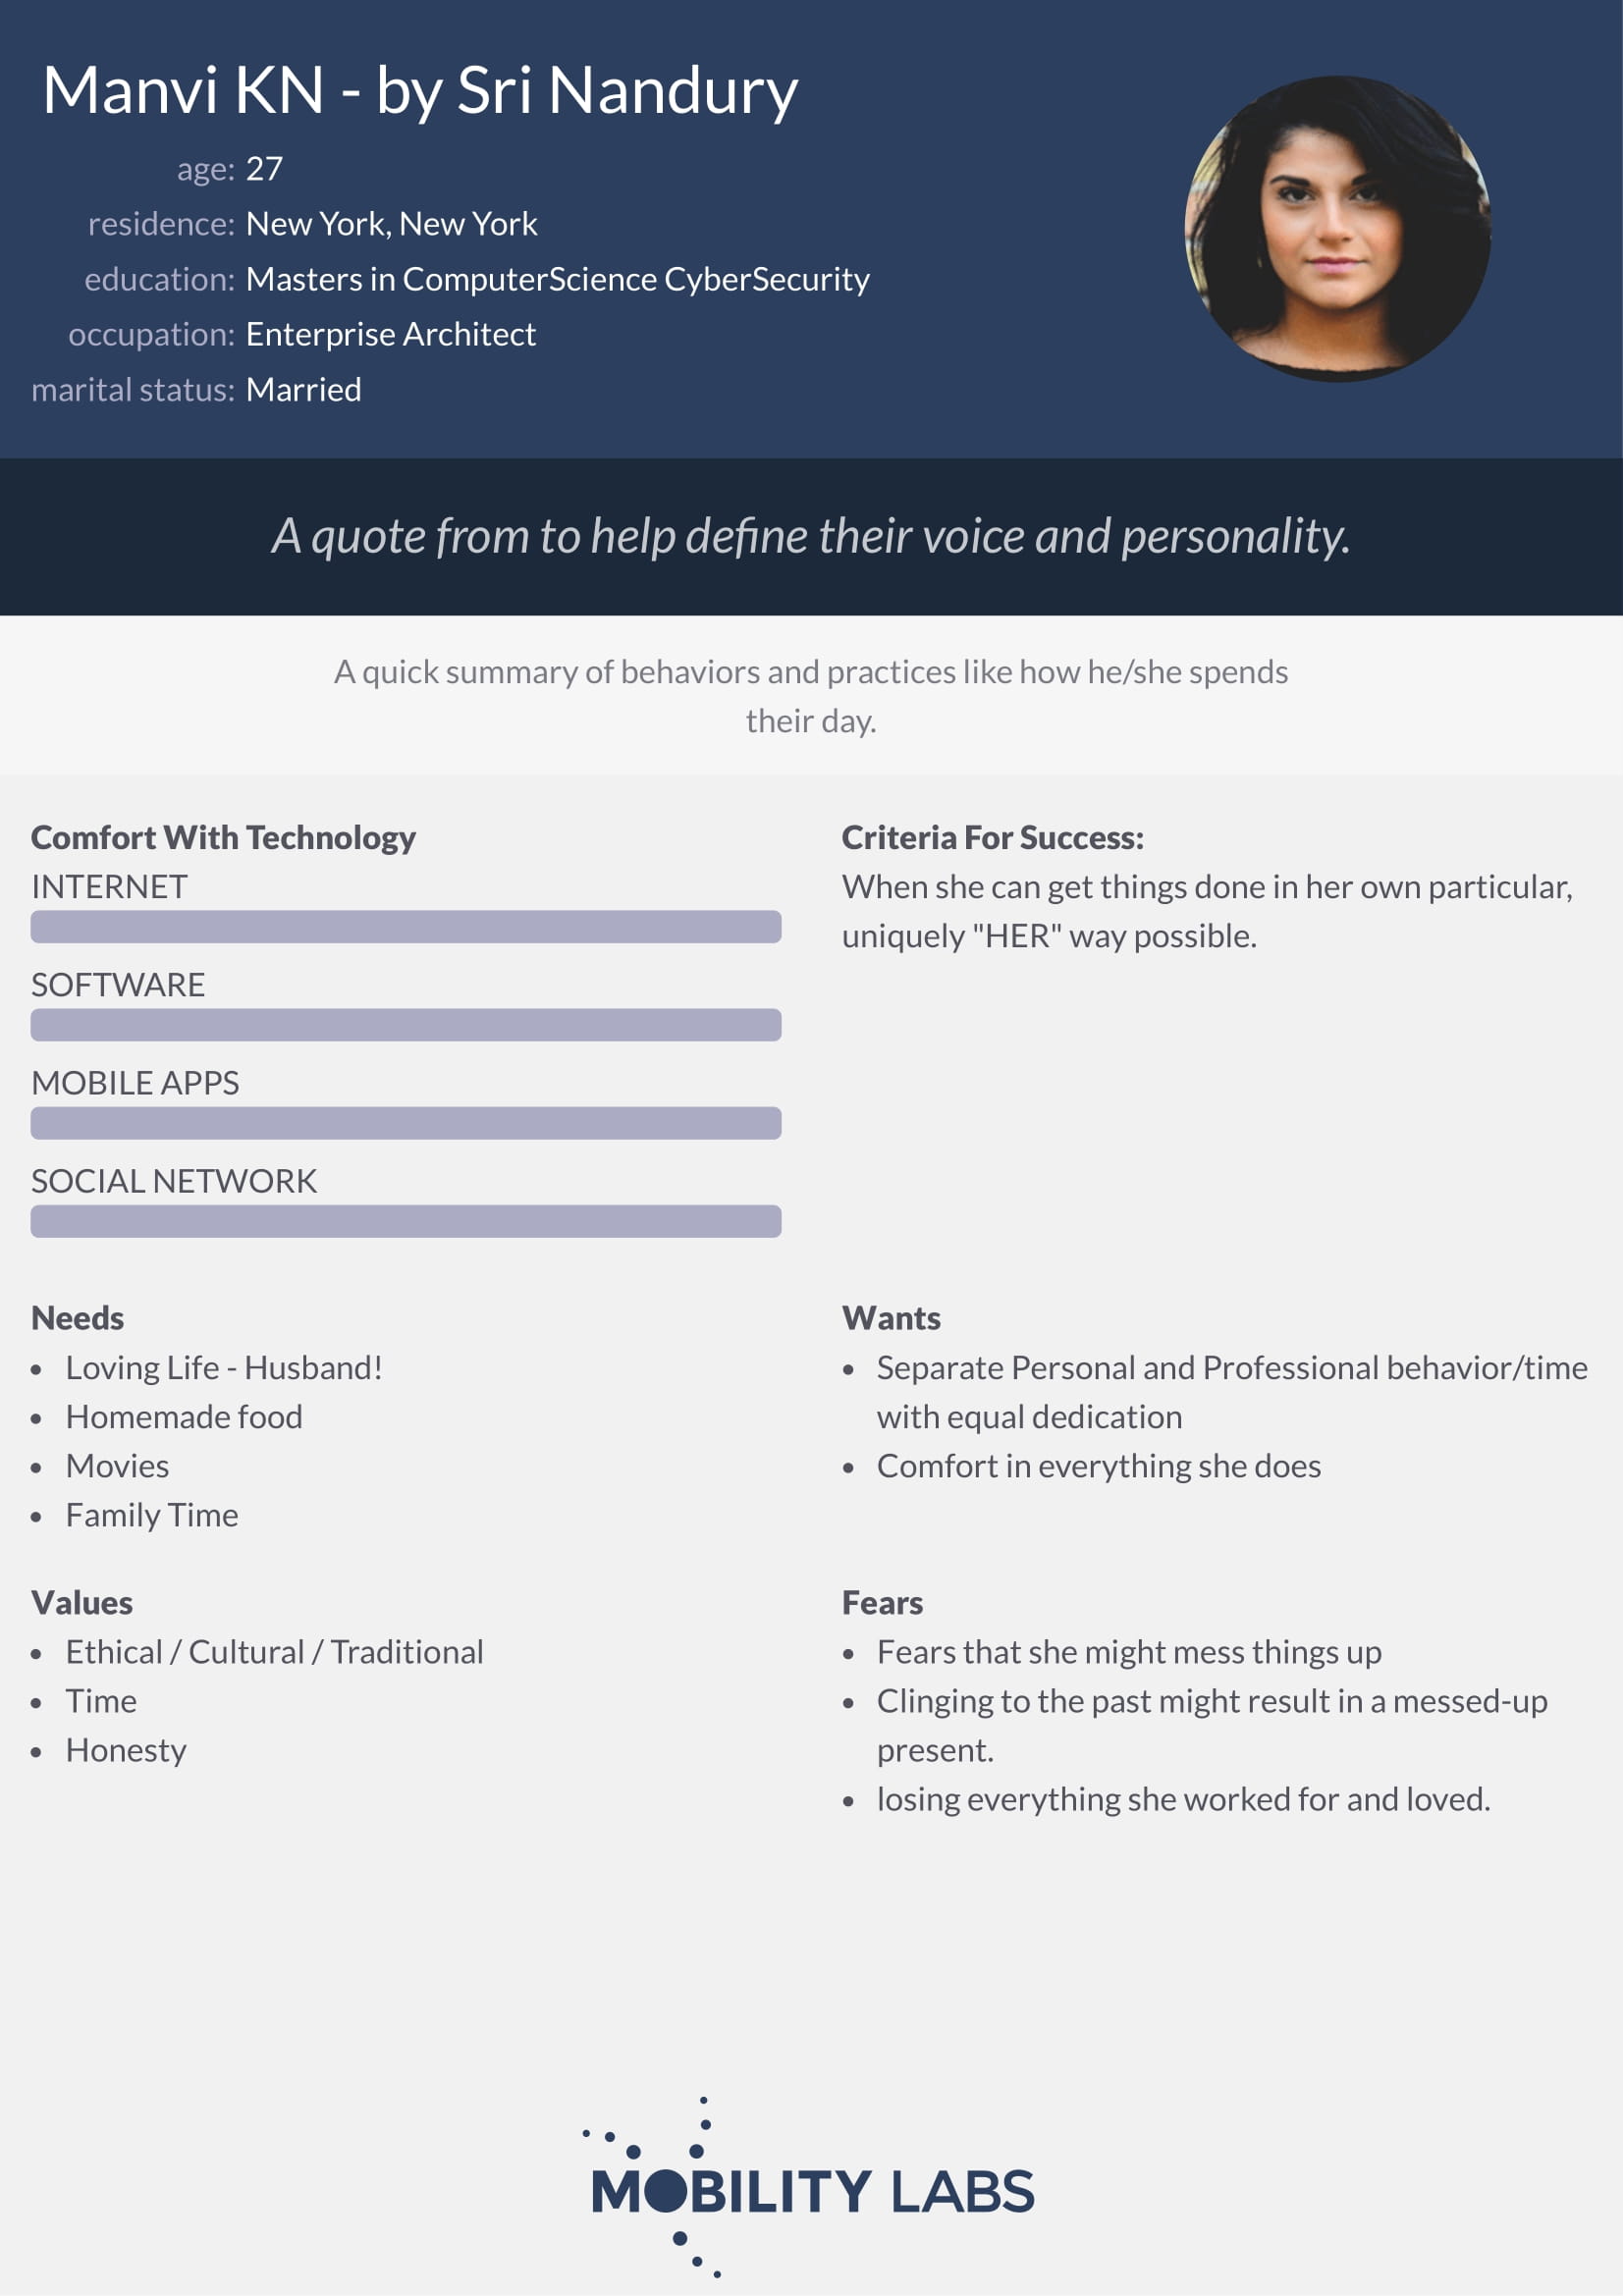 Manvi KN - by Sri Nandury
age: 27
residence: New York, New York
education: Masters in ComputerScience CyberSecurity
occupation: Enterprise Architect
marital status: Married
A quote from to help define their voice and personality.
A quick summary of behaviors and practices like how he/she spends
their day.
Comfort With Technology
INTERNET
SOFTWARE
MOBILE APPS
SOCIAL NETWORK
Criteria For Success:
When she can get things done in her own particular,
uniquely "HER" way possible.
Needs
• Loving Life - Husband!
• Homemade food
• Movies
• Family Time
Wants
• Separate Personal and Professional behavior/time
with equal dedication
• Comfort in everything she does
Values
• Ethical / Cultural / Traditional
• Time
• Honesty
Fears
• Fears that she might mess things up
• Clinging to the past might result in a messed-up
present.
• losing everything she worked for and loved.
MOBILITY LABS